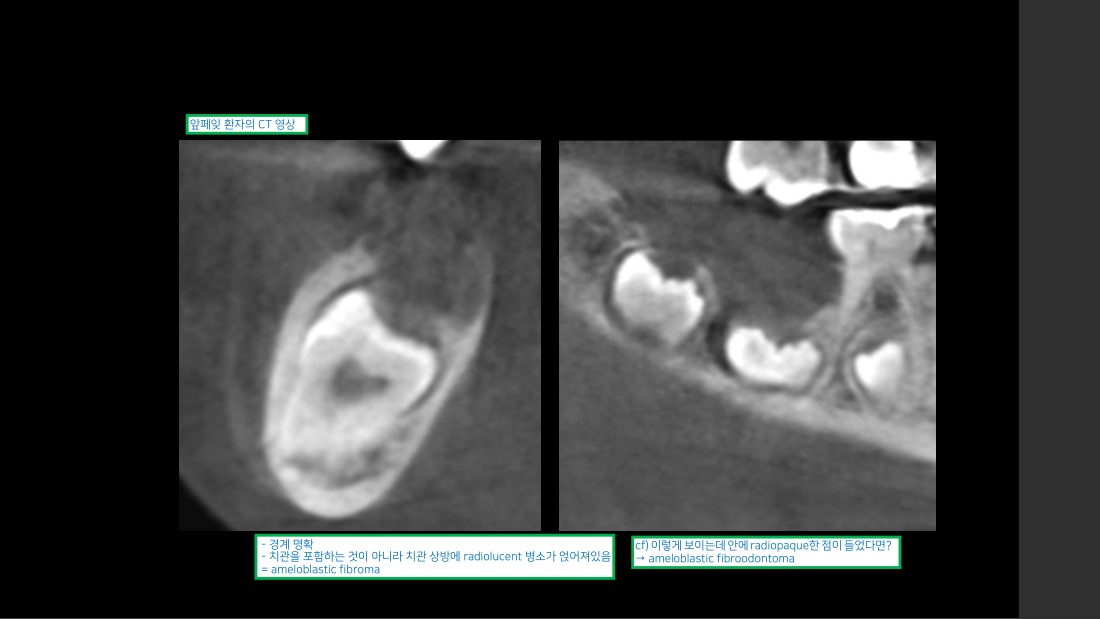 앞페잊 환자의 CT 영상
- 경계 명확
- 치관을 포함하는 것이 아니라 치관 상방에 radiolucent 병소가 얹어져있음
= ameloblastic fibroma
cf) 이렇게 보이는데 안에 radiopaque한 점이 들었다면?
→ ameloblastic fibroodontoma